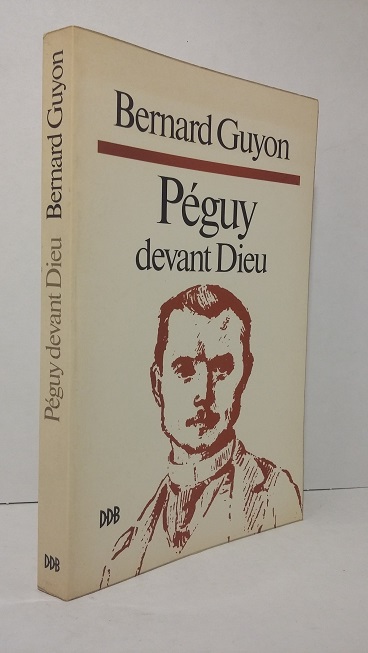 Bernard Guyon
Péguy
devant Dieu
DDB
Péguy devant Dieu Bernard Guyon
DDB